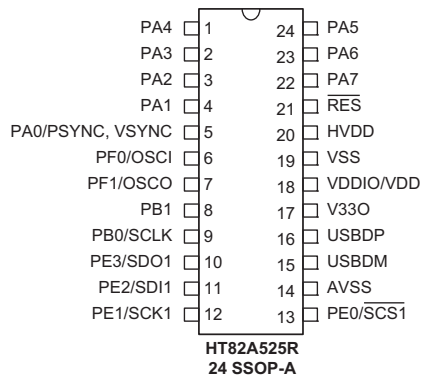 PA4 1 24 PA5
PA3 2 23 PA6
PA2 3 22 PA7
PA1 4 21 RES
PA0/PSYNC, VSYNC 5 20 HVDD
PF0/OSCI 6 19 VSS
PF1/OSCO 7 18 VDDIO/VDD
PB1 8 17 V33O
PB0/SCLK 9 16 USBDP
PE3/SDO1 10 15 USBDM
PE2/SDI1 11 14 AVSS
PE1/SCK1 12 13 PE0/SCS1
HT82A525R
24 SSOP-A